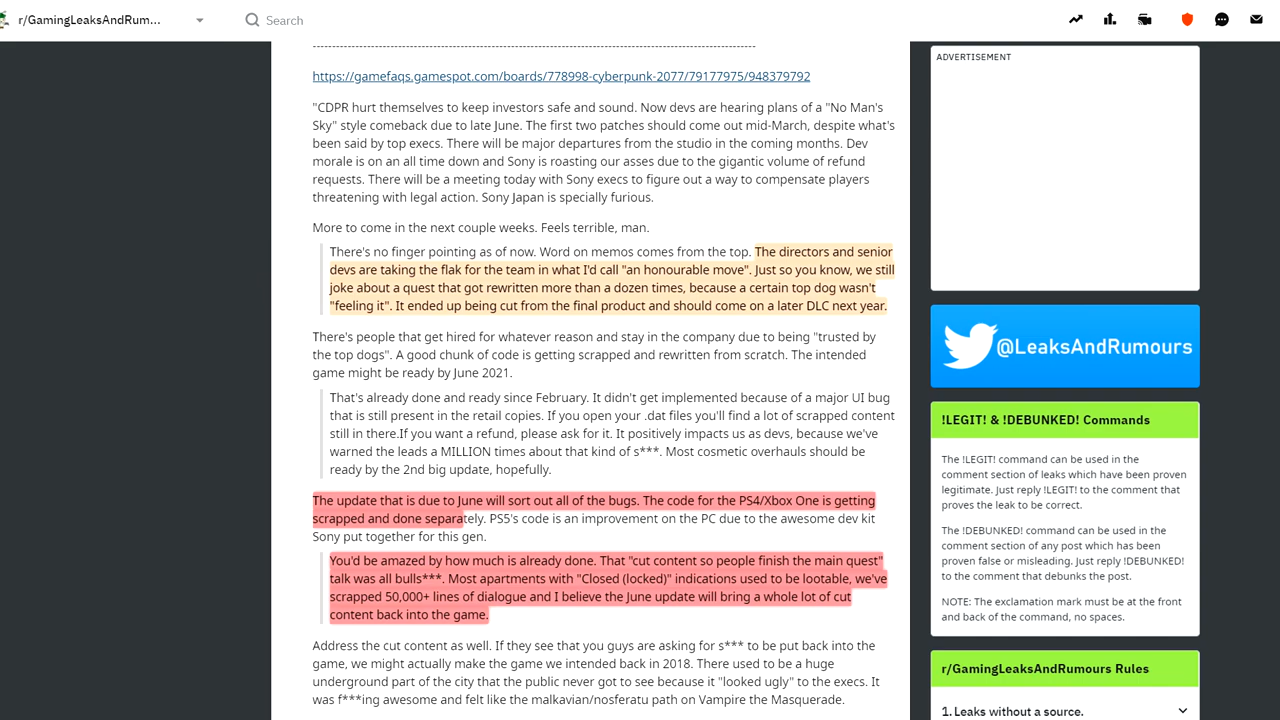 r/GamingLeaksAndRum...
Search
--------------------------------------------------------------------------------------------------------------
https://gamefaqs.gamespot.com/boards/778998-cyberpunk-2077/79177975/948379792
"CDPR hurt themselves to keep investors safe and sound. Now devs are hearing plans of a "No Man's
Sky" style comeback due to late June. The first two patches should come out mid-March, despite what's
been said by top execs. There will be major departures from the studio in the coming months. Dev
morale is on an all time down and Sony is roasting our asses due to the gigantic volume of refund
requests. There will be a meeting today with Sony execs to figure out a way to compensate players
threatening with legal action. Sony Japan is specially furious.
More to come in the next couple weeks. Feels terrible, man.
There's no finger pointing as of now. Word on memos comes from the top. The directors and senior
devs are taking the flak for the team in what I'd call "an honourable move". Just so you know, we still
joke about a quest that got rewritten more than a dozen times, because a certain top dog wasn't
"feeling it". It ended up being cut from the final product and should come on a later DLC next year.
There's people that get hired for whatever reason and stay in the company due to being "trusted by
the top dogs". A good chunk of code is getting scrapped and rewritten from scratch. The intended
game might be ready by June 2021.
That's already done and ready since February. It didn't get implemented because of a major UI bug
that is still present in the retail copies. If you open your .dat files you'll find a lot of scrapped content
still in there.If you want a refund, please ask for it. It positively impacts us as devs, because we've
warned the leads a MILLION times about that kind of s***. Most cosmetic overhauls should be
ready by the 2nd big update, hopefully.
The update that is due to June will sort out all of the bugs. The code for the PS4/Xbox One is getting
scrapped and done separately. PS5's code is an improvement on the PC due to the awesome dev kit
Sony put together for this gen.
You'd be amazed by how much is already done. That "cut content so people finish the main quest"
talk was all bulls***. Most apartments with "Closed (locked)" indications used to be lootable, we've
scrapped 50,000+ lines of dialogue and I believe the June update will bring a whole lot of cut
content back into the game.
Address the cut content as well. If they see that you guys are asking for s*** to be put back into the
game, we might actually make the game we intended back in 2018. There used to be a huge
underground part of the city that the public never got to see because it "looked ugly" to the execs. It
was f***ing awesome and felt like the malkavian/nosferatu path on Vampire the Masquerade.
ADVERTISEMENT
@LeaksAndRumours
!LEGIT! & !DEBUNKED! Commands
The !LEGIT! command can be used in the
comment section of leaks which have been proven
legitimate. Just reply !LEGIT! to the comment that
proves the leak to be correct.
The !DEBUNKED! command can be used in the
comment section of any post which has been
proven false or misleading. Just reply !DEBUNKED!
to the comment that debunks the post.
NOTE: The exclamation mark must be at the front
and back of the command, no spaces.
r/GamingLeaksAndRumours Rules
1. Leaks without a source.